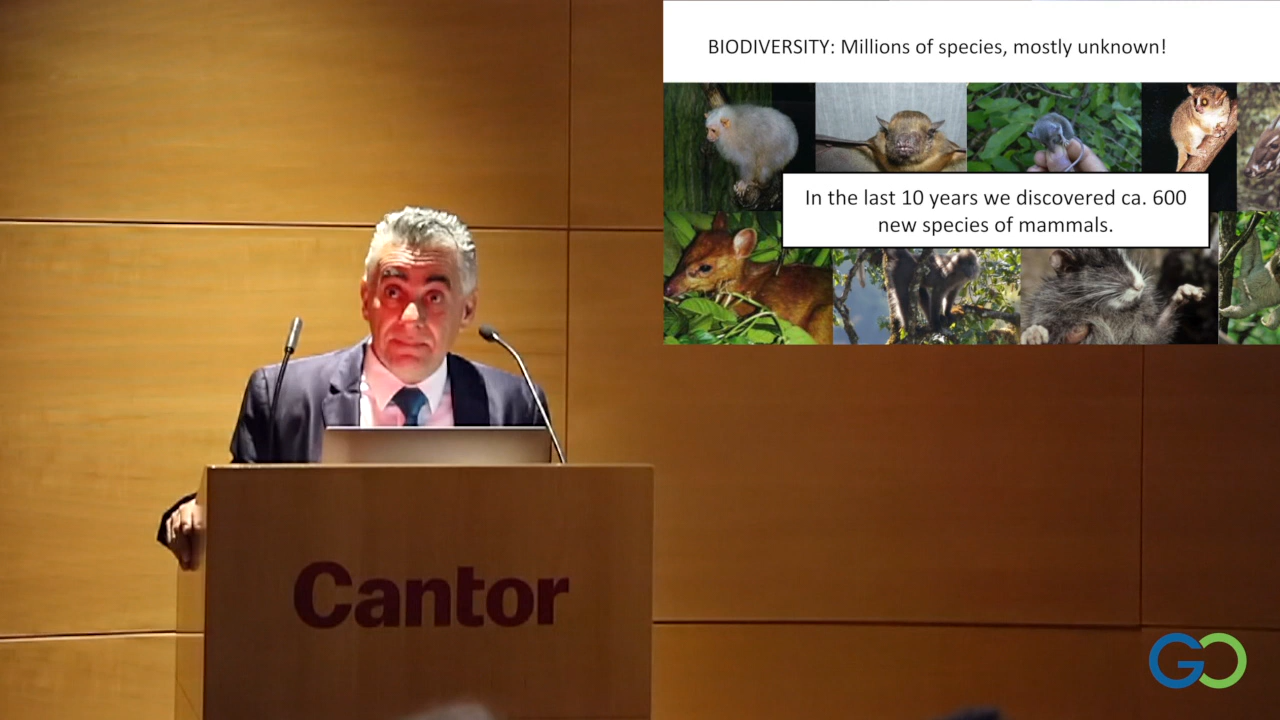 BIODIVERSITY: Millions of species, mostly unknown!
In the last 10 years we discovered ca. 600
new species of mammals.
Cantor
GO